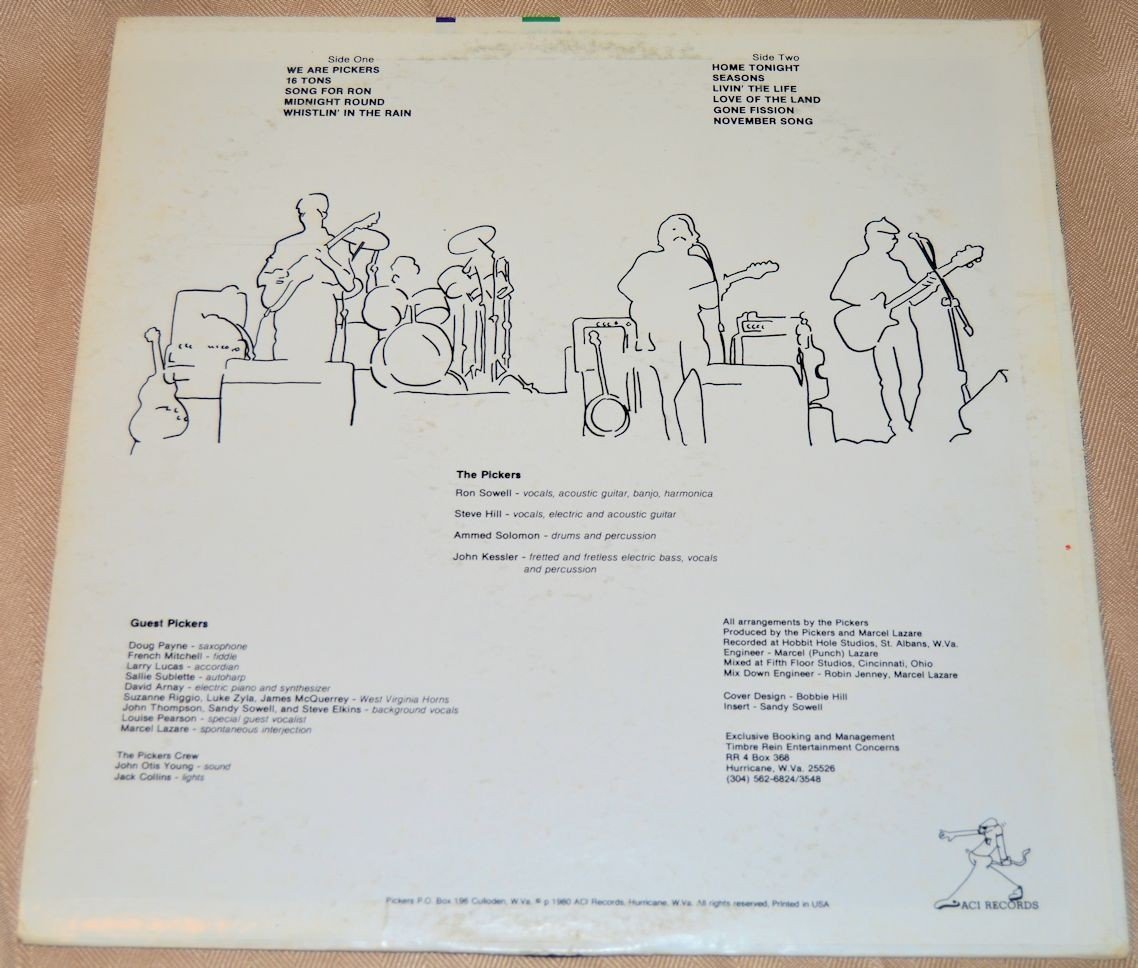 Side One
WE ARE PICKERS
16 TONS
SONG FOR RON
MIDNIGHT ROUND
WHISTLIN' IN THE RAIN
Side Two
HOME TONIGHT
SEASONS
LIVIN' THE LIFE
LOVE OF THE LAND
GONE FISSION
NOVEMBER SONG
The Pickers
Ron Sowell - vocals, acoustic guitar, banjo, harmonica
Steve Hill - vocals, electric and acoustic guitar
Ammed Solomon - drums and percussion
John Kessler - fretted and fretless electric bass, vocals
and percussion
Guest Pickers
Doug Payne - saxophone
French Mitchell - fiddle
Larry Lucas - accordian
Sallie Sublette - autoharp
David Arnay - electric piano and synthesizer
Suzanne Riggio, Luke Zyla, James McQuerrey - West Virginia Horns
John Thompson, Sandy Sowell, and Steve Elkins - background vocals
Louise Pearson - special guest vocalist
Marcel Lazare - spontaneous interjection
The Pickers Crew
John Otis Young - sound
Jack Collins - lights
All arrangements by the Pickers
Produced by the Pickers and Marcel Lazare
Recorded at Hobbit Hole Studios, St. Albans, W.Va.
Engineer - Marcel (Punch) Lazare
Mixed at Fifth Floor Studios, Cincinnati, Ohio
Mix Down Engineer - Robin Jenney, Marcel Lazare
Cover Design - Bobbie Hill
Insert - Sandy Sowell
Exclusive Booking and Management
Timbre Rein Entertainment Concerns
RR 4 Box 368
Hurricane, W.Va. 25526
(304) 562-6824/3548
ACI RECORDS
Pickers P.O. Box 196 Culloden, W.Va. © p 1980 ACI Records, Hurricane, W.Va. All rights reserved, Printed in USA